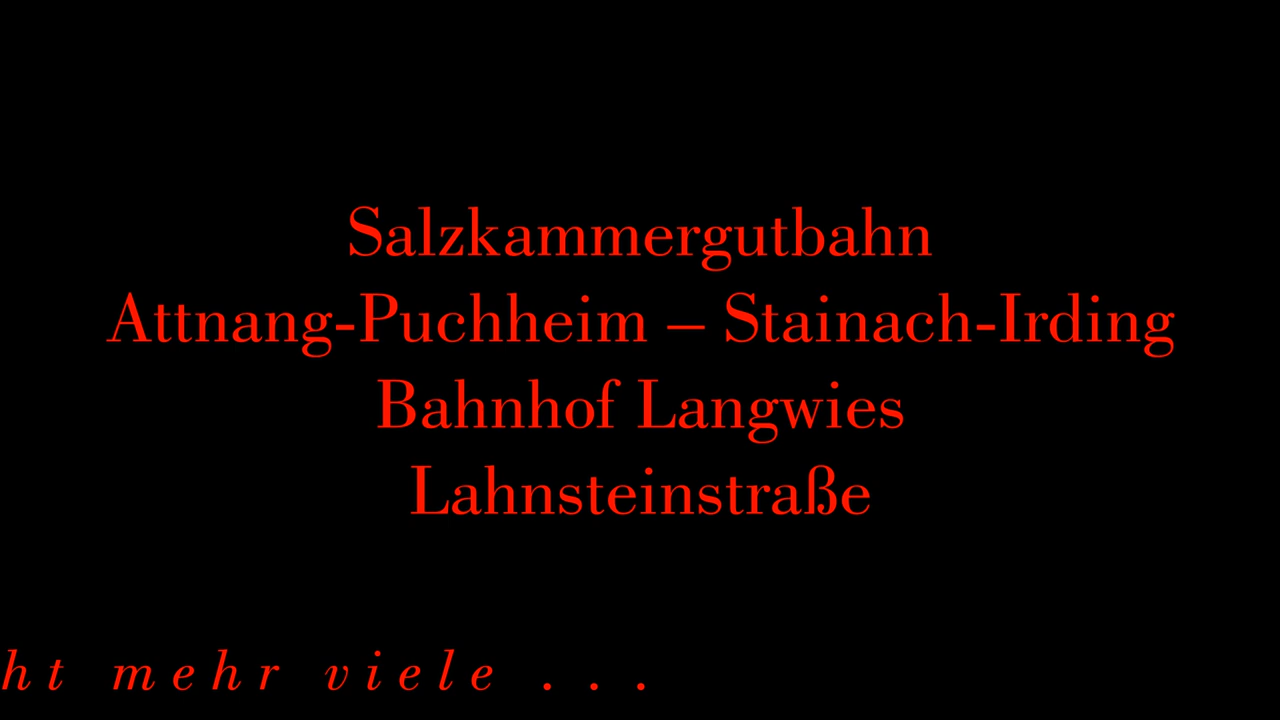 Salzkammergutbahn
Attnang-Puchheim – Stainach-Irding
Bahnhof Langwies
Lahnsteinstraße
ht mehr viele . . .